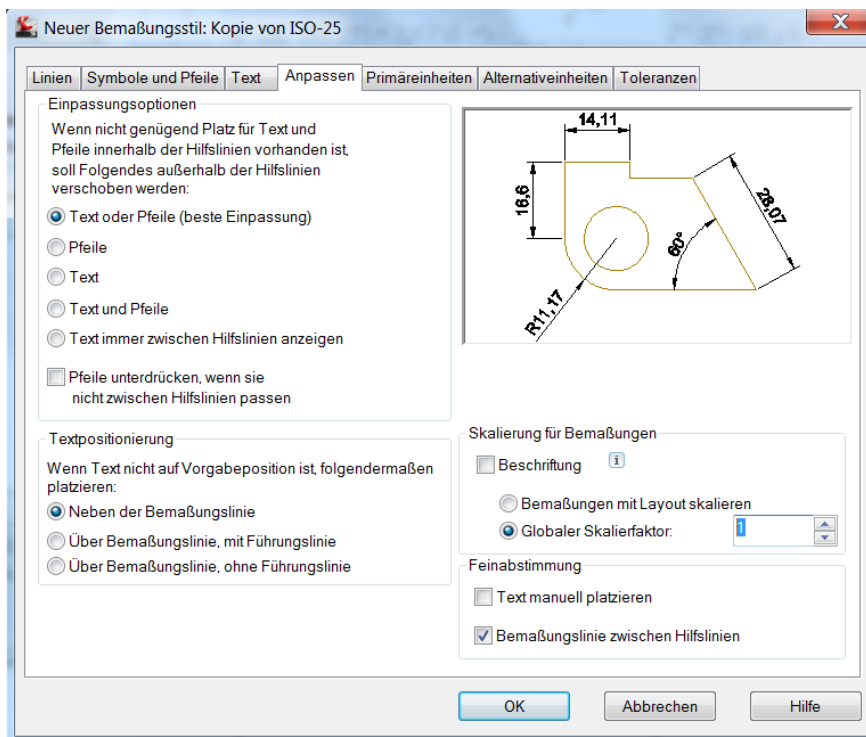 Neuer Bemaßungsstil: Kopie von ISO-25
Linien Symbole und Pfeile Text Anpassen Primäreinheiten Alternativeinheiten Toleranzen
Einpassungsoptionen
Wenn nicht genügend Platz für Text und
Pfeile innerhalb der Hilfslinien vorhanden ist,
soll Folgendes außerhalb der Hilfslinien
verschoben werden:
Text oder Pfeile (beste Einpassung)
Pfeile
Text
Text und Pfeile
Text immer zwischen Hilfslinien anzeigen
Pfeile unterdrücken, wenn sie
nicht zwischen Hilfslinien passen
Textpositionierung
Wenn Text nicht auf Vorgabeposition ist, folgendermaßen
platzieren:
Neben der Bemaßungslinie
Über Bemaßungslinie, mit Führungslinie
Über Bemaßungslinie, ohne Führungslinie
14,11
16,6
28,07
60°
R11,17
Skalierung für Bemaßungen
Beschriftung
Bemaßungen mit Layout skalieren
Globaler Skalierfaktor: 1
Feinabstimmung
Text manuell platzieren
Bemaßungslinie zwischen Hilfslinien
OK Abbrechen Hilfe